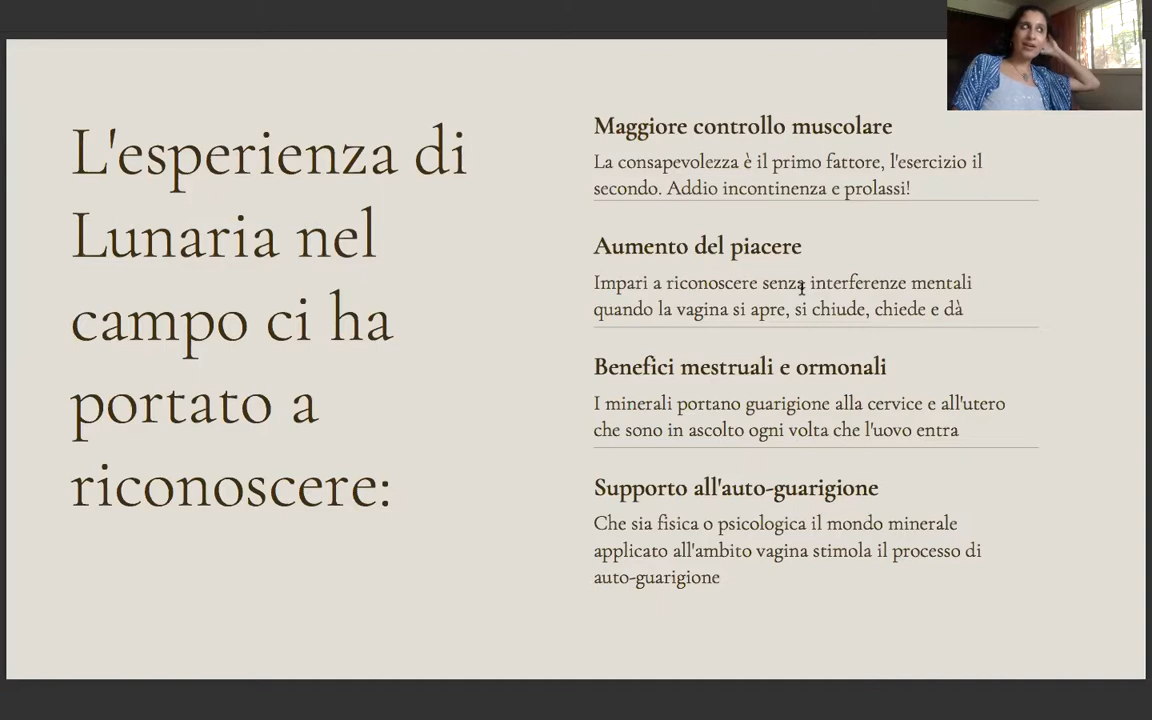 L'esperienza di
Lunaria nel
campo ci ha
portato a
riconoscere:
Maggiore controllo muscolare
La consapevolezza è il primo fattore, l'esercizio il
secondo. Addio incontinenza e prolassi!
Aumento del piacere
Impari a riconoscere senza interferenze mentali
quando la vagina si apre, si chiude, chiede e dà
Benefici mestruali e ormonali
I minerali portano guarigione alla cervice e all'utero
che sono in ascolto ogni volta che l'uovo entra
Supporto all'auto-guarigione
Che sia fisica o psicologica il mondo minerale
applicato all'ambito vagina stimola il processo di
auto-guarigione